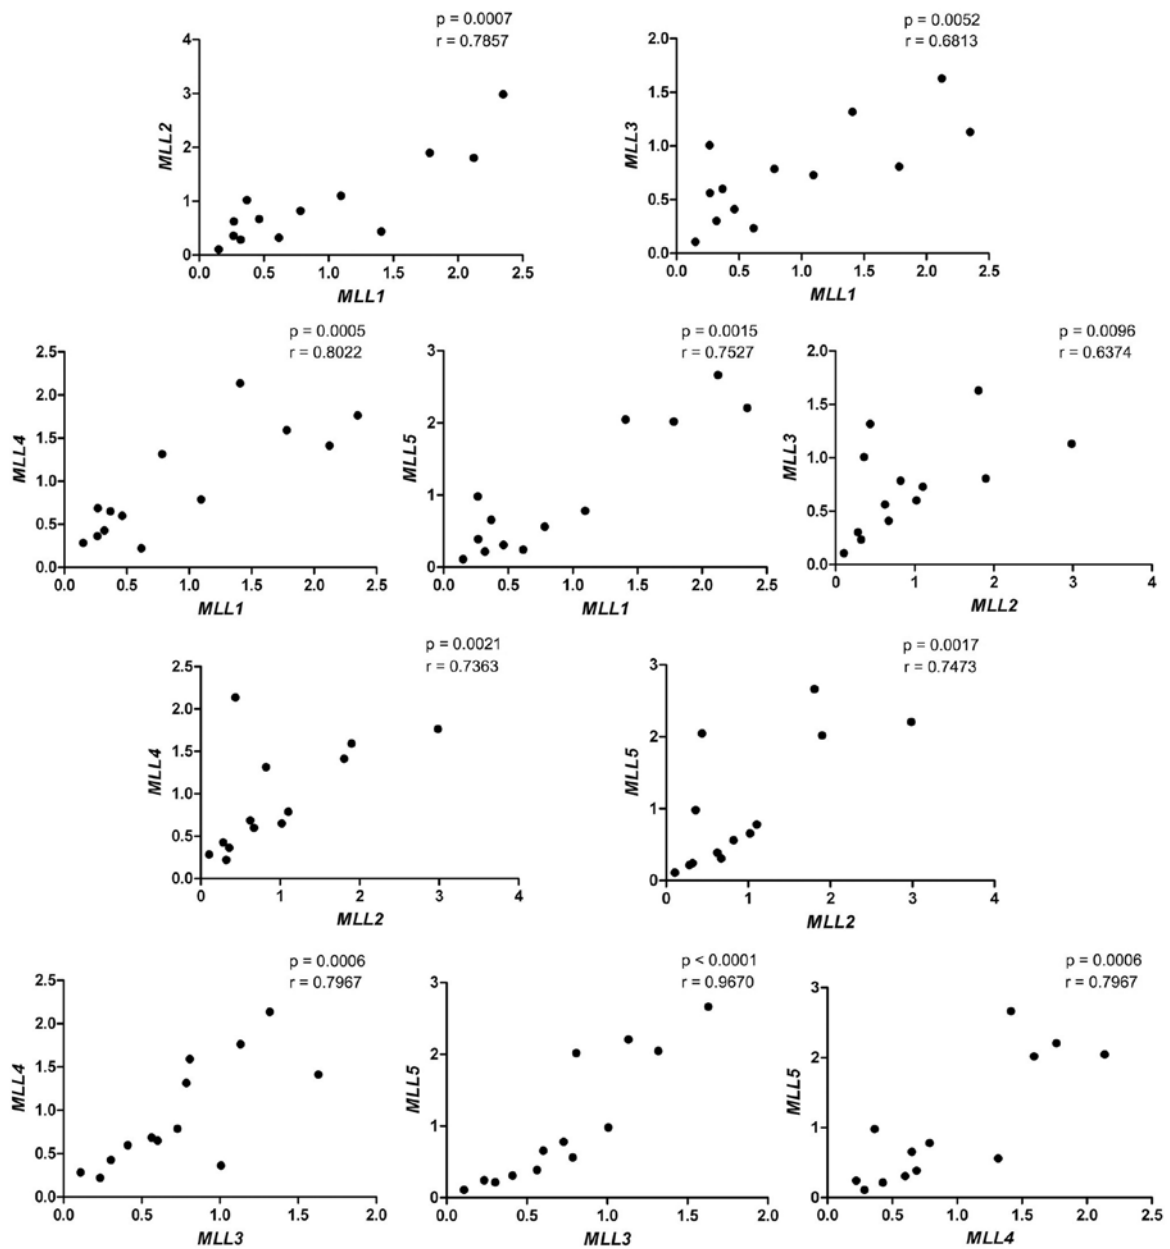 p = 0.0007
r = 0.7857
4
3
2
1
0
MLL2
0.0 0.5 1.0 1.5 2.0 2.5
MLL1
p = 0.0052
r = 0.6813
2.0
1.5
1.0
0.5
0.0
MLL3
0.0 0.5 1.0 1.5 2.0 2.5
MLL1
p = 0.0005
r = 0.8022
2.5
2.0
1.5
1.0
0.5
0.0
MLL4
0.0 0.5 1.0 1.5 2.0 2.5
MLL1
p = 0.0015
r = 0.7527
3
2
1
0
MLL5
0.0 0.5 1.0 1.5 2.0 2.5
MLL1
p = 0.0096
r = 0.6374
2.0
1.5
1.0
0.5
0.0
MLL3
0 1 2 3 4
MLL2
p = 0.0021
r = 0.7363
2.5
2.0
1.5
1.0
0.5
0.0
MLL4
0 1 2 3 4
MLL2
p = 0.0017
r = 0.7473
3
2
1
0
MLL5
0 1 2 3 4
MLL2
p = 0.0006
r = 0.7967
2.5
2.0
1.5
1.0
0.5
0.0
MLL4
0.0 0.5 1.0 1.5 2.0
MLL3
p < 0.0001
r = 0.9670
3
2
1
0
MLL5
0.0 0.5 1.0 1.5 2.0
MLL3
p = 0.0006
r = 0.7967
3
2
1
0
MLL5
0.0 0.5 1.0 1.5 2.0 2.5
MLL4